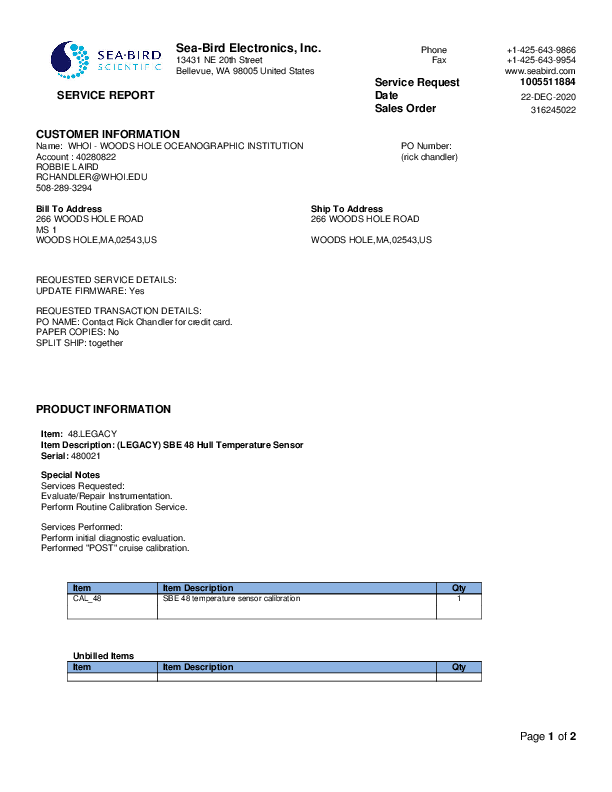 SEA·BIRD
SCIENTIFIC
Sea-Bird Electronics, Inc.
13431 NE 20th Street
Bellevue, WA 98005 United States
Phone +1-425-643-9866
Fax +1-425-643-9954
www.seabird.com
SERVICE REPORT
Service Request 1005511884
Date 22-DEC-2020
Sales Order 316245022
CUSTOMER INFORMATION
Name: WHOI - WOODS HOLE OCEANOGRAPHIC INSTITUTION
Account : 40280822
ROBBIE LAIRD
RCHANDLER@WHOI.EDU
508-289-3294
PO Number:
(rick chandler)
Bill To Address
266 WOODS HOLE ROAD
MS 1
WOODS HOLE,MA,02543,US
Ship To Address
266 WOODS HOLE ROAD
WOODS HOLE,MA,02543,US
REQUESTED SERVICE DETAILS:
UPDATE FIRMWARE: Yes
REQUESTED TRANSACTION DETAILS:
PO NAME: Contact Rick Chandler for credit card.
PAPER COPIES: No
SPLIT SHIP: together
PRODUCT INFORMATION
Item: 48.LEGACY
Item Description: (LEGACY) SBE 48 Hull Temperature Sensor
Serial: 480021
Special Notes
Services Requested:
Evaluate/Repair Instrumentation.
Perform Routine Calibration Service.
Services Performed:
Perform initial diagnostic evaluation.
Performed "POST" cruise calibration.
Item Item Description Qty
CAL_48 SBE 48 temperature sensor calibration 1
Unbilled Items
Item Item Description Qty
Page 1 of 2